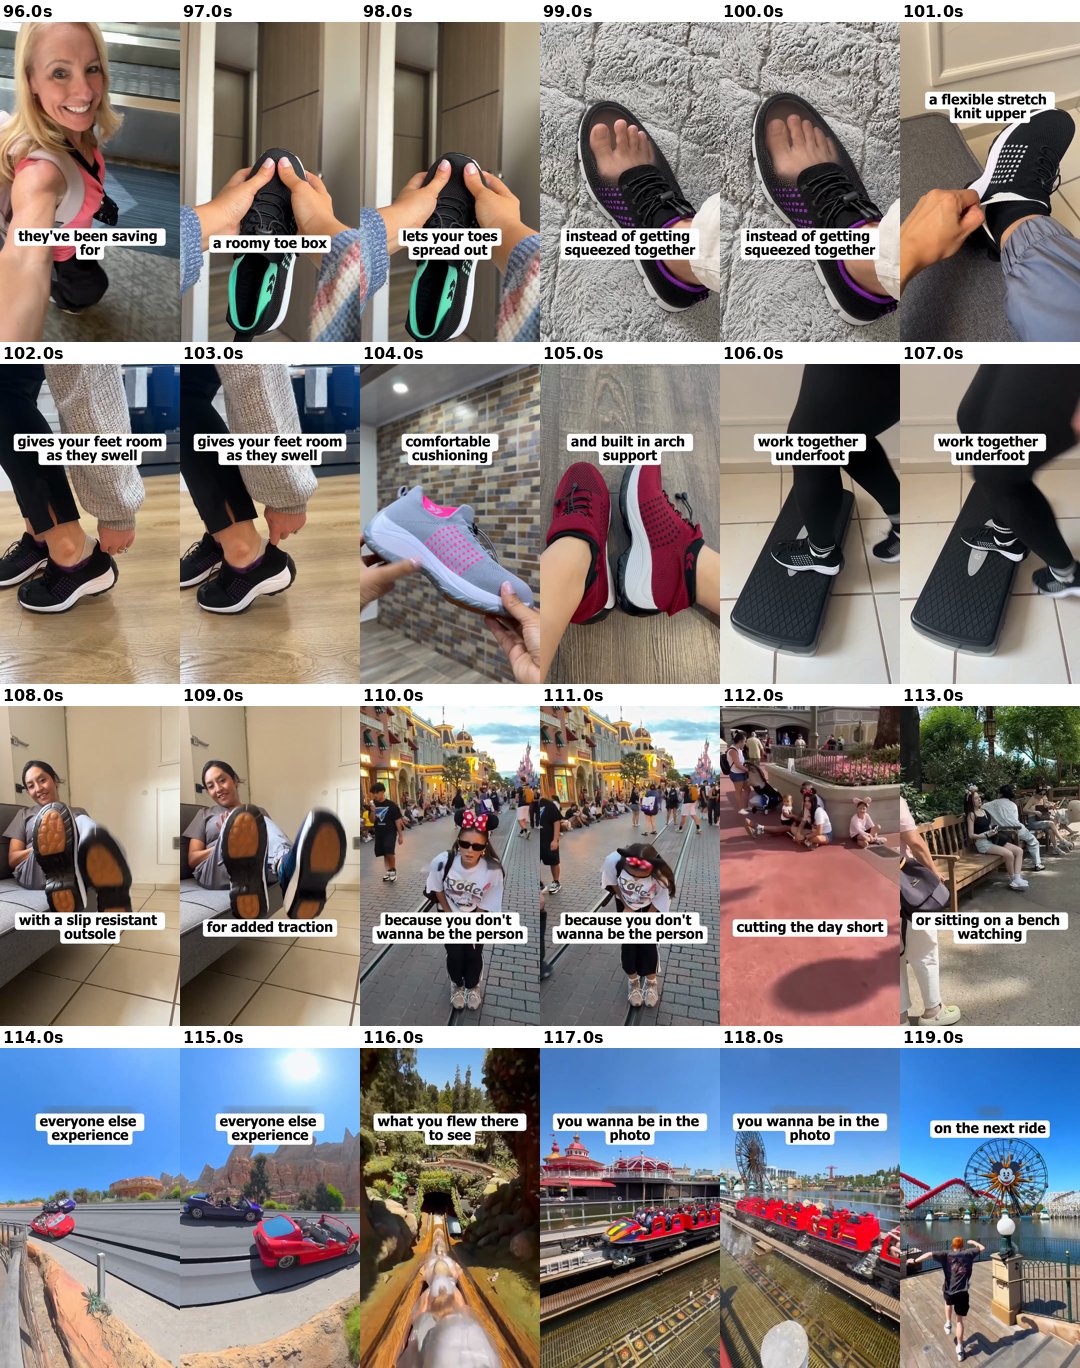 96.0s
97.0s
98.0s
99.0s
100.0s
101.0s
they've been saving
for
a roomy toe box
lets your toes
spread out
instead of getting
squeezed together
instead of getting
squeezed together
a flexible stretch
knit upper
102.0s
103.0s
104.0s
105.0s
106.0s
107.0s
gives your feet room
as they swell
gives your feet room
as they swell
comfortable
cushioning
and built in arch
support
work together
underfoot
work together
underfoot
108.0s
109.0s
110.0s
111.0s
112.0s
113.0s
with a slip resistant
outsole
for added traction
because you don't
wanna be the person
because you don't
wanna be the person
cutting the day short
or sitting on a bench
watching
114.0s
115.0s
116.0s
117.0s
118.0s
119.0s
everyone else
experience
everyone else
experience
what you flew there
to see
you wanna be in the
photo
you wanna be in the
photo
on the next ride